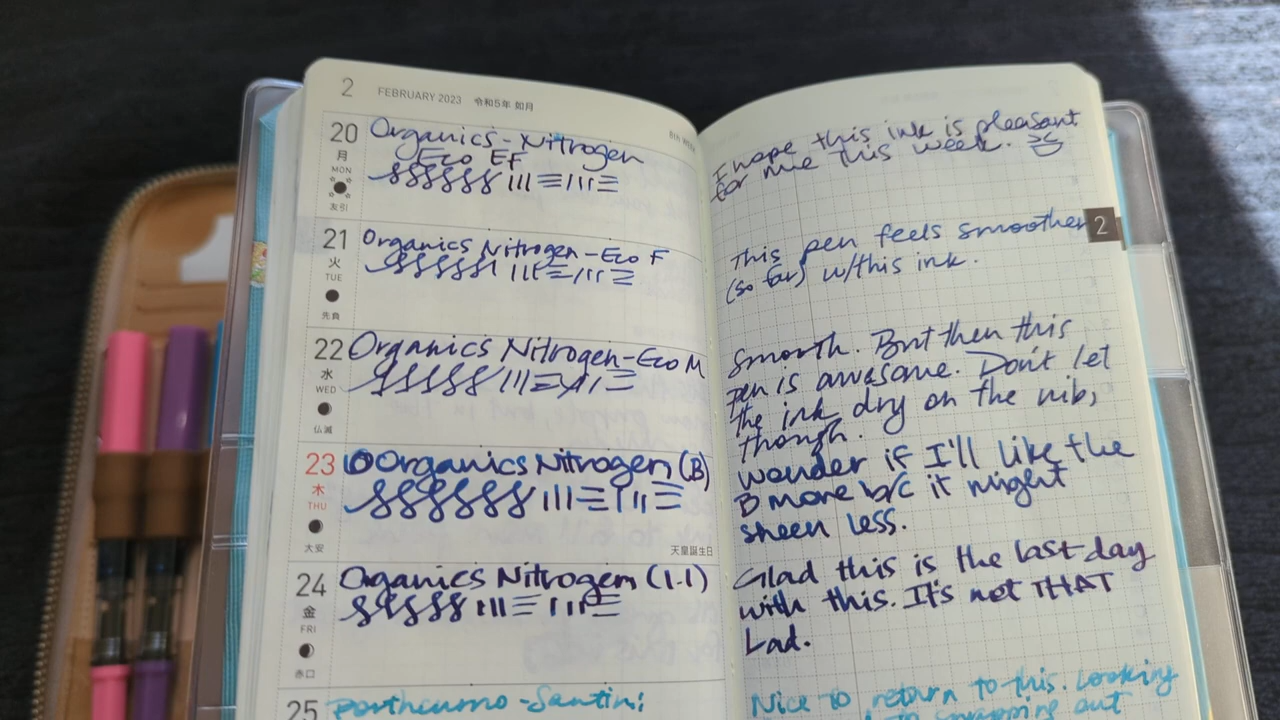 2 FEBRUARY 2023 令和5年 如月
8th WEEK
20 Organics - Nitrogen
月 Eco EF
MON
友引
21 Organics Nitrogen - Eco F
火
TUE
先負
22 Organics Nitrogen - Eco M
水
WED
仏滅
23 Organics Nitrogen (B)
木
THU
大安
天皇誕生日
24 Oganics Nitrogen (1.1)
金
FRI
赤口
25 - Santini
I hope this ink is pleasant
for me this week.
2
This pen feels smoother
(so far) w/this ink.
Smooth. But then this
pen is awesome. Don't let
the ink dry on the nib,
though.
wonder if I'll like the
B more b/c it might
sheen less.
Glad this is the last day
with this. It's not THAT
bad.
Nice to return to this. Looking
swapping out